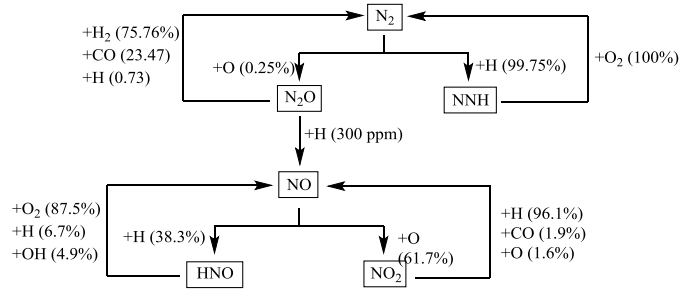 N₂
+H₂ (75.76%)
+CO (23.47)
+H (0.73)
+O (0.25%)
+H (99.75%)
+O₂ (100%)
N₂O
NNH
+H (300 ppm)
NO
+O₂ (87.5%)
+H (6.7%)
+OH (4.9%)
+H (38.3%)
+O
(61.7%)
+H (96.1%)
+CO (1.9%)
+O (1.6%)
HNO
NO₂